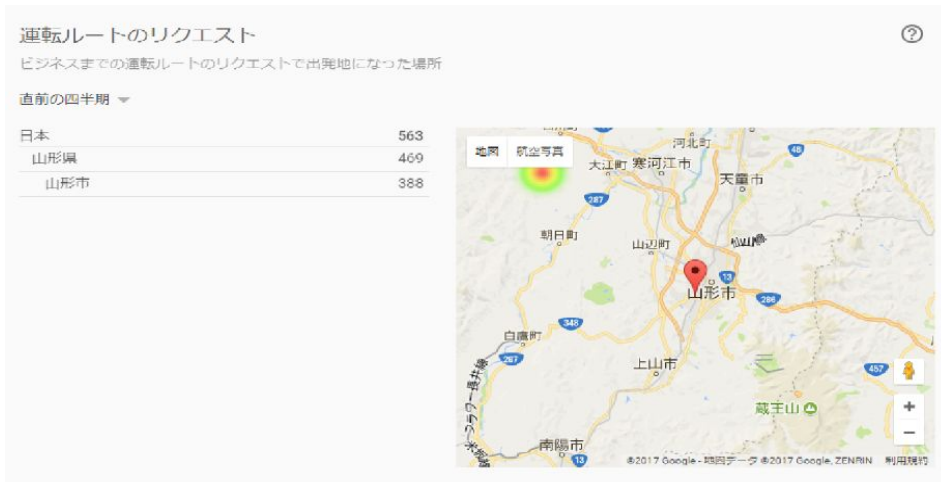 運転ルートのリクエスト
ビジネスまでの運転ルートのリクエストで出発地になった場所
直前の四半期
日本 563
山形県 469
山形市 388
地図 航空写真
河北町
48
大江町 寒河江市
天童市
287
朝日町
山辺町
仙山線
13
山形市
286
348
白鷹町
287
上山市
457
蔵王山
南陽市
13
©2017 Google - 地図データ ©2017 Google, ZENRIN 利用規約